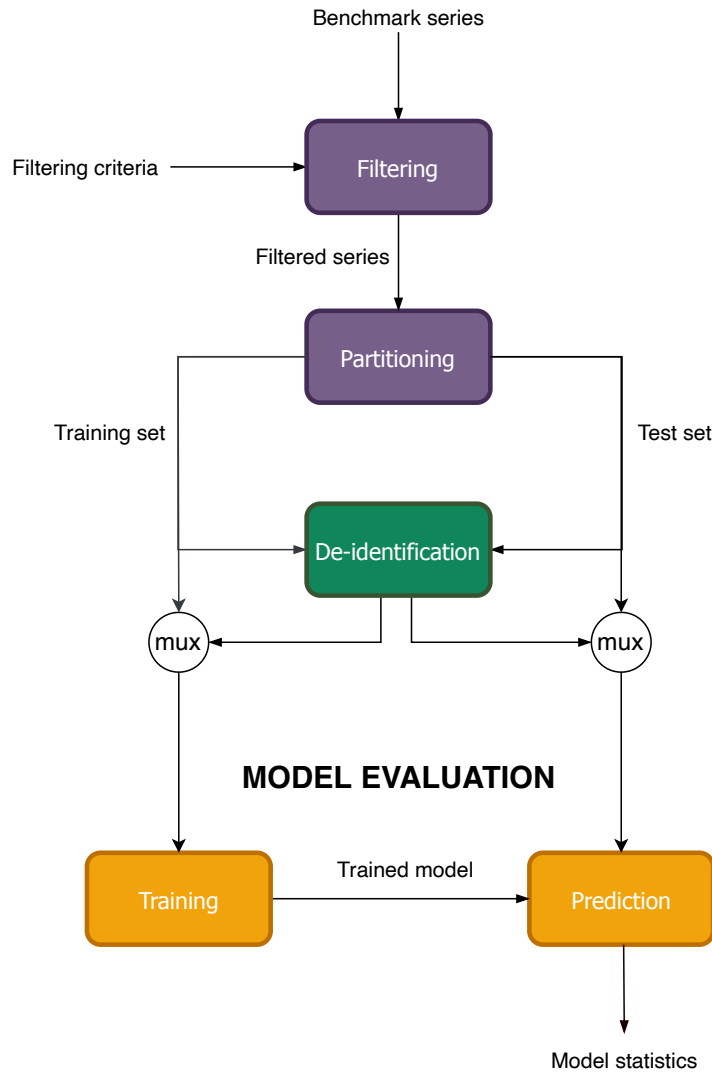 Benchmark series
Filtering criteria
Filtering
Filtered series
Partitioning
Training set
Test set
De-identification
mux
mux
MODEL EVALUATION
Trained model
Training
Prediction
Model statistics